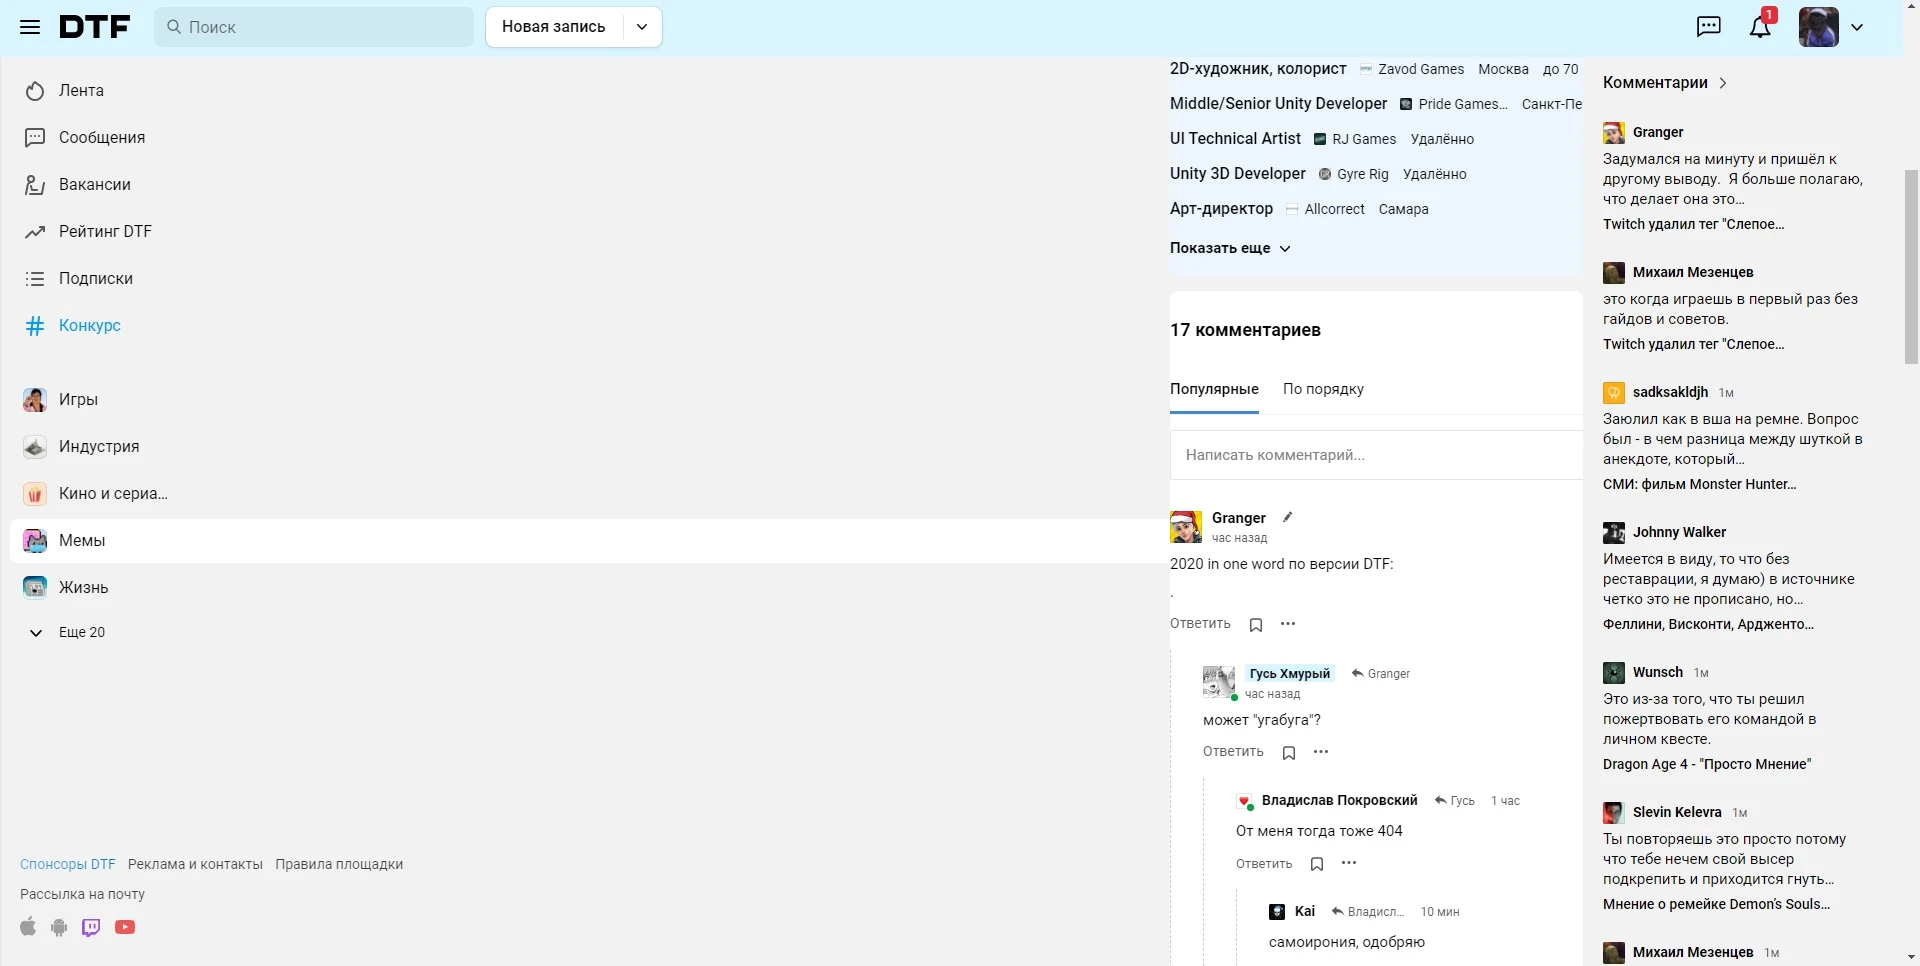 DTF
Поиск
Новая запись
1
Лента
Сообщения
Вакансии
Рейтинг DTF
Подписки
Конкурс
Игры
Индустрия
Кино и сериа...
Мемы
Жизнь
Еще 20
Спонсоры DTF Реклама и контакты Правила площадки
Рассылка на почту
2D-художник, колорист Zavod Games Москва до 70
Middle/Senior Unity Developer Pride Games... Санкт-Пе
UI Technical Artist RJ Games Удалённо
Unity 3D Developer Gyre Rig Удалённо
Арт-директор Allcorrect Самара
Показать еще
17 комментариев
Популярные По порядку
Написать комментарий...
Granger
час назад
2020 in one word по версии DTF:
.
Ответить
Гусь Хмурый Granger
час назад
может "угабуга"?
Ответить
Владислав Покровский Гусь 1 час
От меня тогда тоже 404
Ответить
Kai Владисл... 10 мин
самоирония, одобряю
Комментарии
Granger
Задумался на минуту и пришёл к
другому выводу. Я больше полагаю,
что делает она это...
Twitch удалил тег "Слепое...
Михаил Мезенцев
это когда играешь в первый раз без
гайдов и советов.
Twitch удалил тег "Слепое...
sadksakldjh 1м
Заюлил как в вша на ремне. Вопрос
был - в чем разница между шуткой в
анекдоте, который...
СМИ: фильм Monster Hunter...
Johnny Walker
Имеется в виду, то что без
реставрации, я думаю) в источнике
четко это не прописано, но...
Феллини, Висконти, Ардженто...
Wunsch 1м
Это из-за того, что ты решил
пожертвовать его командой в
личном квесте.
Dragon Age 4 - "Просто Мнение"
Slevin Kelevra 1м
Ты повторяешь это просто потому
что тебе нечем свой высер
подкрепить и приходится гнуть...
Мнение о ремейке Demon’s Souls...
Михаил Мезенцев 1м